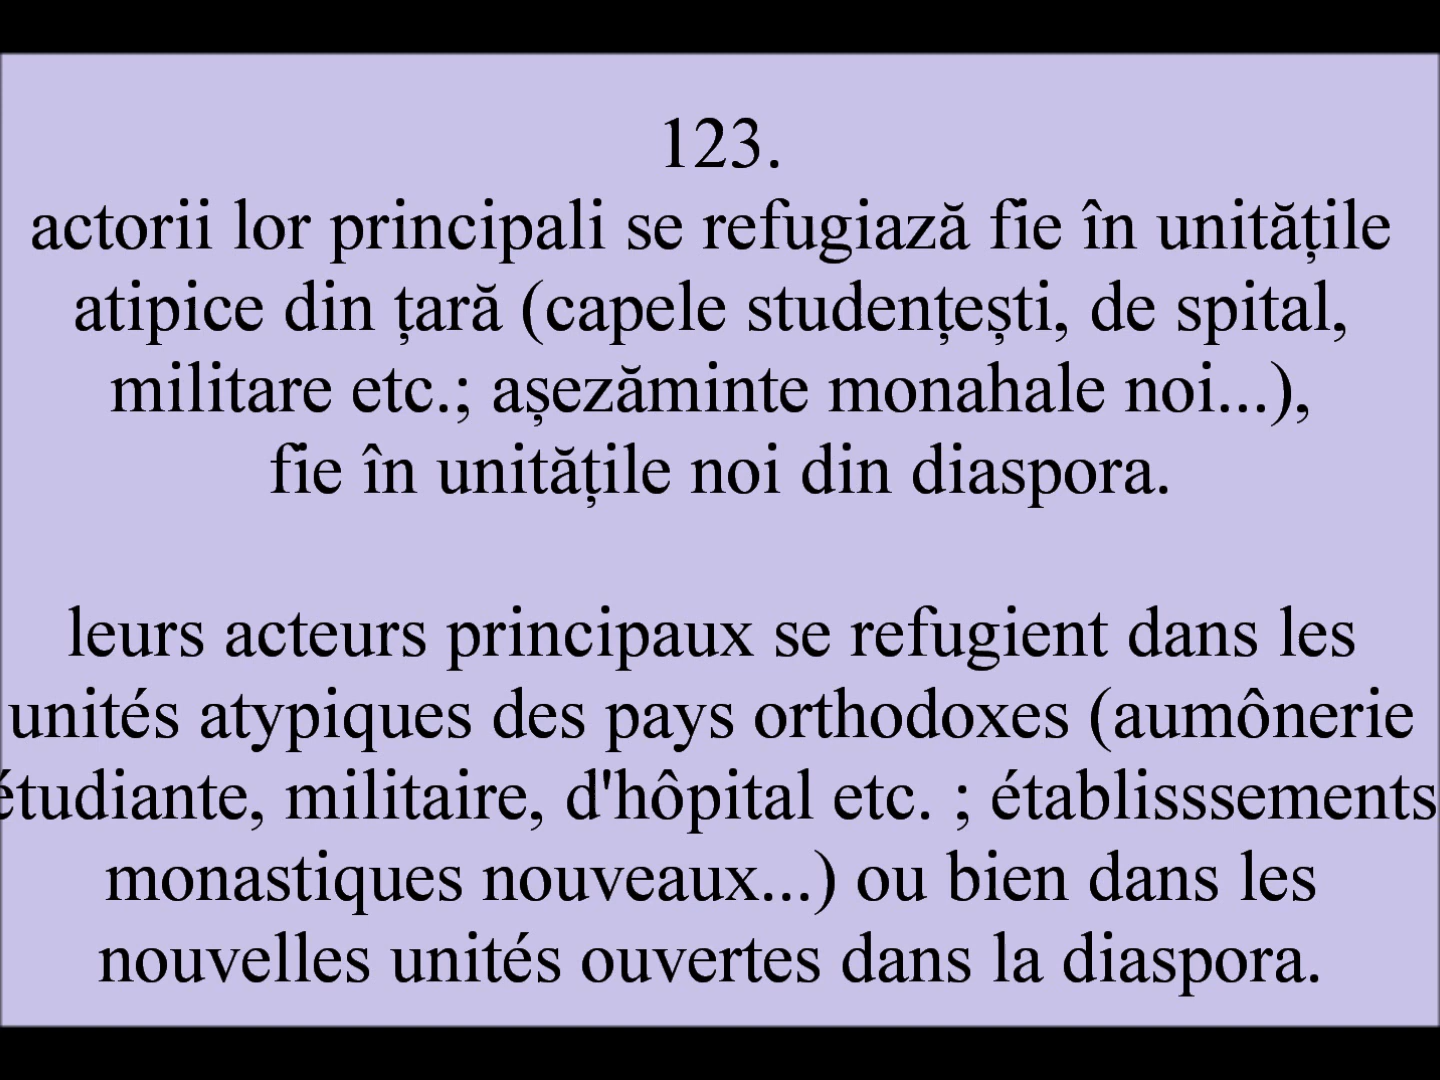 123.
actorii lor principali se refugiază fie în unitățile
atipice din țară (capele studențești, de spital,
militare etc.; așezăminte monahale noi...),
fie în unitățile noi din diaspora.
leurs acteurs principaux se refugient dans les
unités atypiques des pays orthodoxes (aumônerie
étudiante, militaire, d'hôpital etc. ; établisssements
monastiques nouveaux...) ou bien dans les
nouvelles unités ouvertes dans la diaspora.